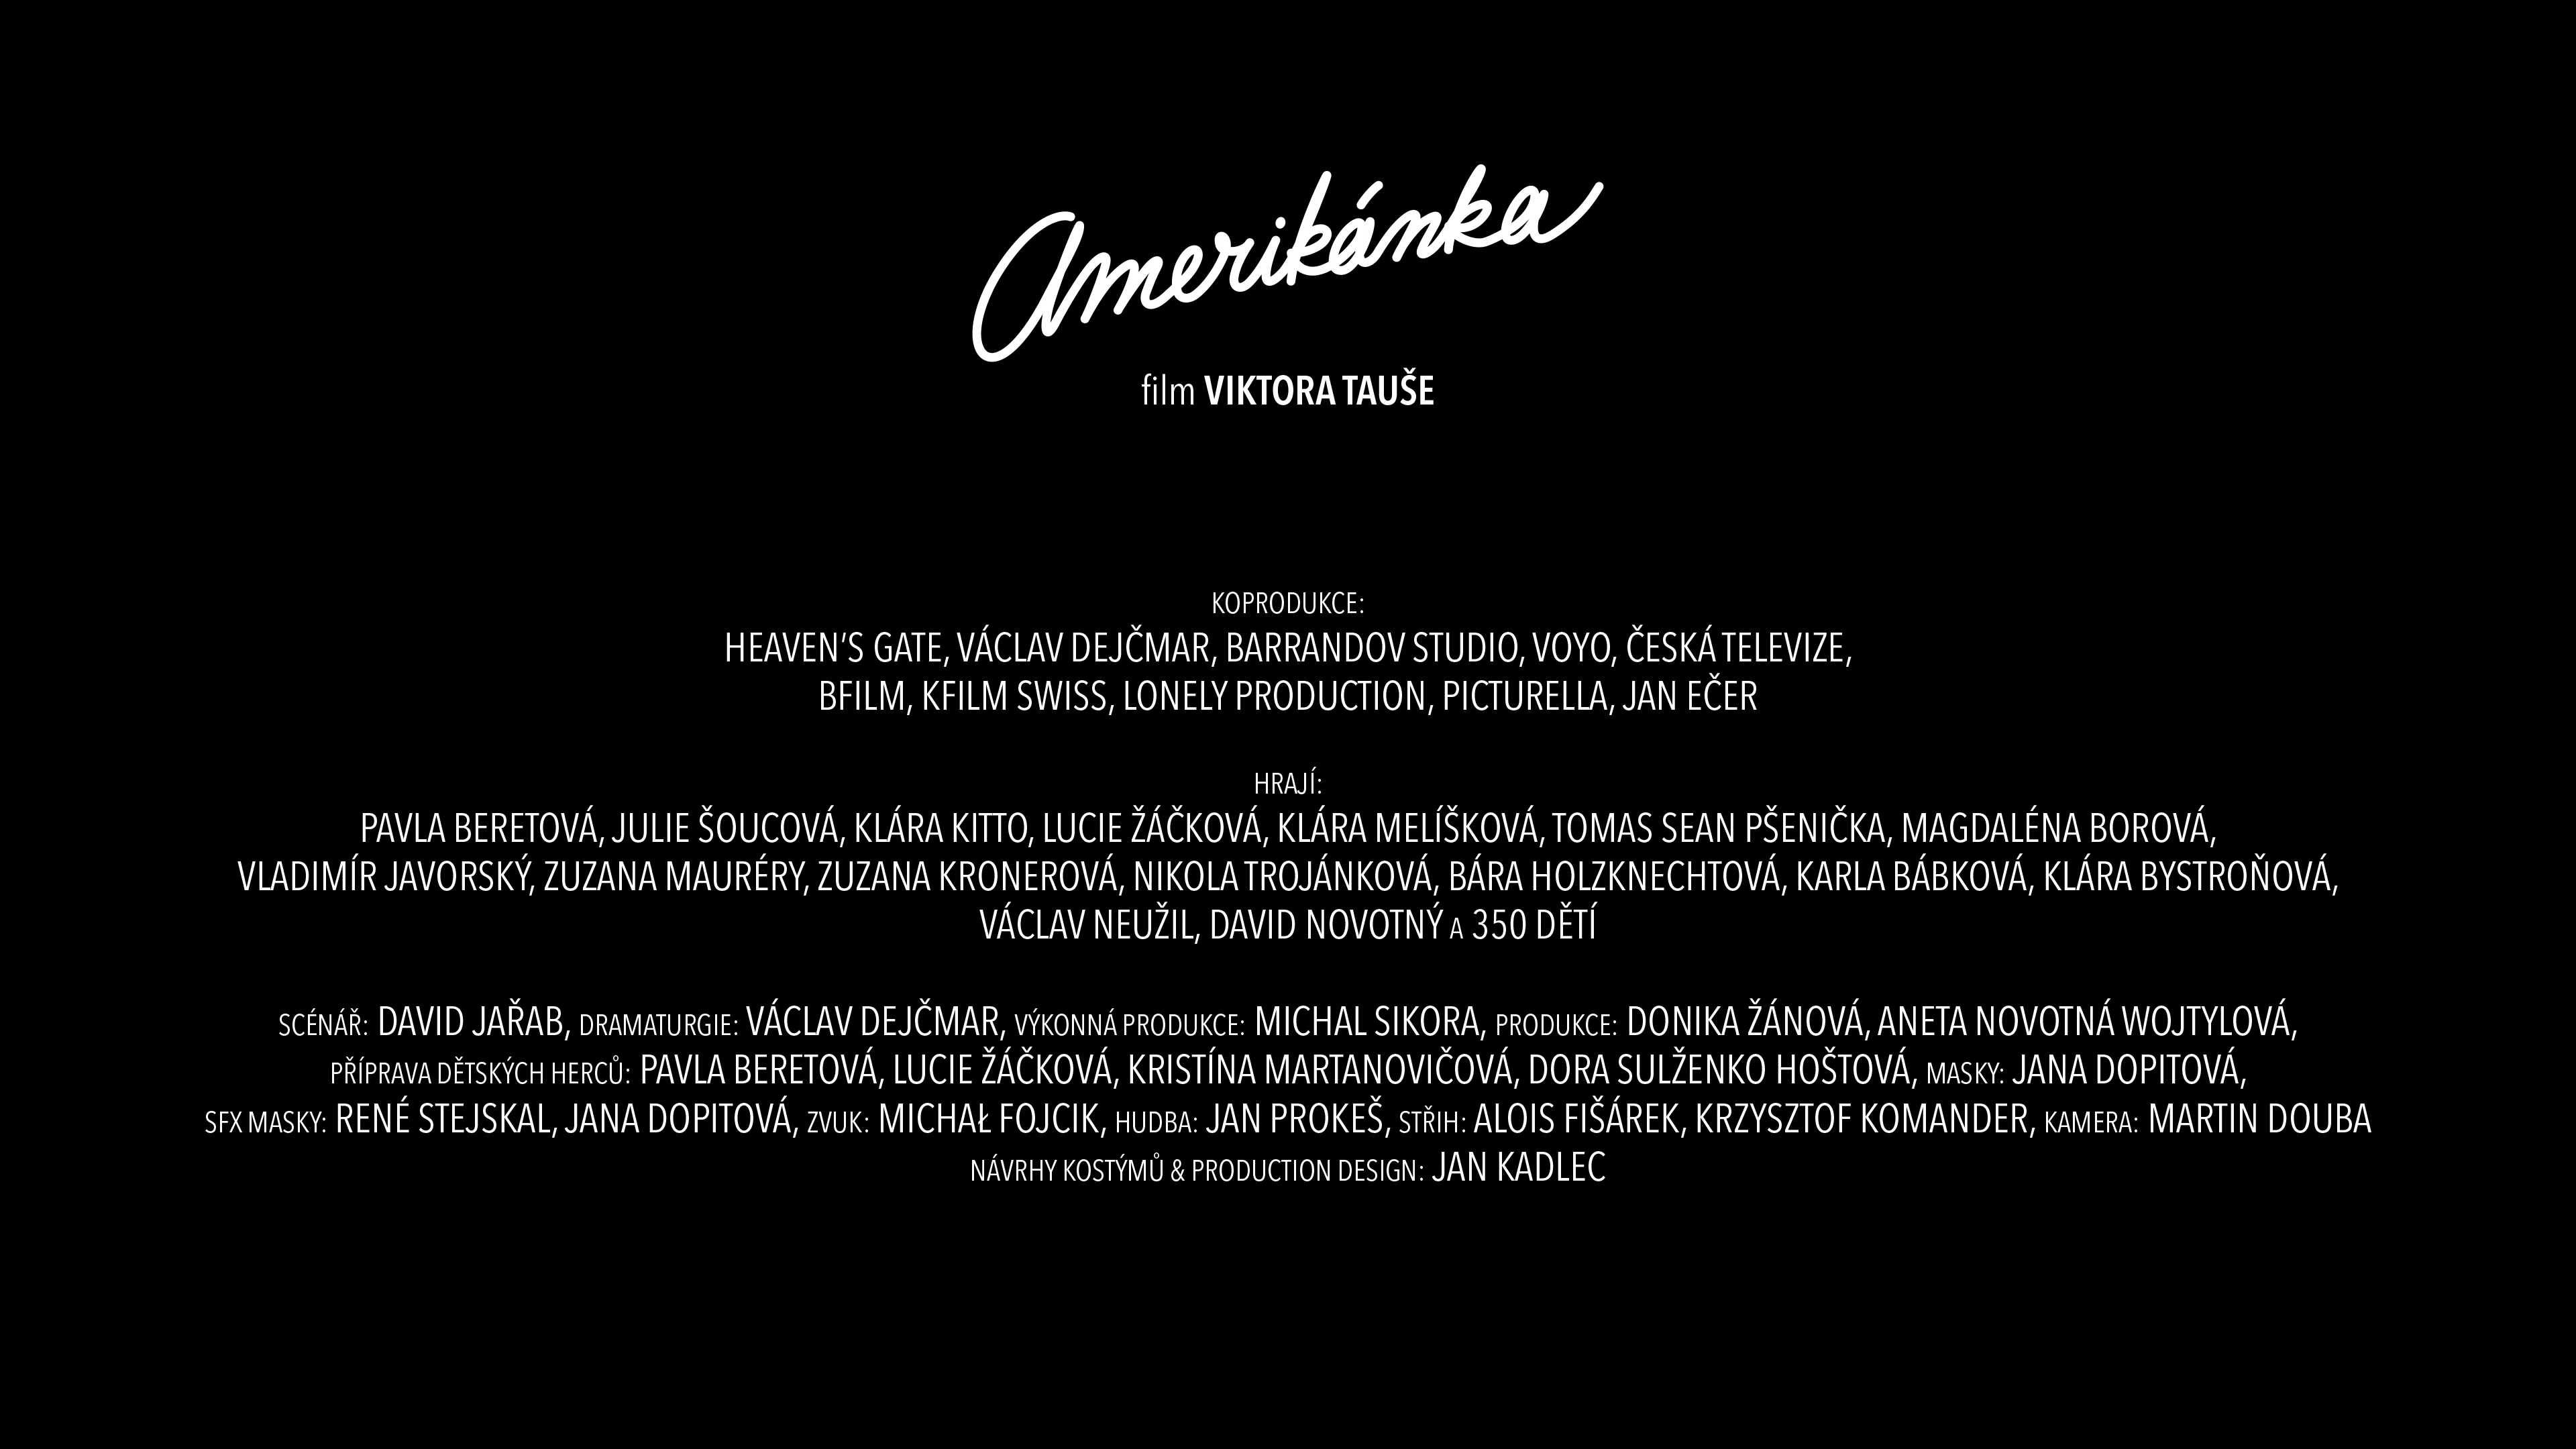 Amerikánka
film VIKTORA TAUŠE
KOPRODUKCE:
HEAVEN'S GATE, VÁCLAV DEJČMAR, BARRANDOV STUDIO, VOYO, ČESKÁ TELEVIZE,
BFILM, KFILM SWISS, LONELY PRODUCTION, PICTURELLA, JAN EČER
HRAJÍ:
PAVLA BERETOVÁ, JULIE ŠOUCOVÁ, KLÁRA KITTO, LUCIE ŽÁČKOVÁ, KLÁRA MELÍŠKOVÁ, TOMAS SEAN PŠENIČKA, MAGDALÉNA BOROVÁ,
VLADIMÍR JAVORSKÝ, ZUZANA MAURÉRY, ZUZANA KRONEROVÁ, NIKOLA TROJÁNKOVÁ, BÁRA HOLZKNECHTOVÁ, KARLA BÁBKOVÁ, KLÁRA BYSTROŇOVÁ,
VÁCLAV NEUŽIL, DAVID NOVOTNÝ A 350 DĚTÍ
SCÉNÁŘ: DAVID JAŘAB, DRAMATURGIE: VÁCLAV DEJČMAR, VÝKONNÁ PRODUKCE: MICHAL SIKORA, PRODUKCE: DONIKA ŽÁNOVÁ, ANETA NOVOTNÁ WOJTYLOVÁ,
PŘÍPRAVA DĚTSKÝCH HERCŮ: PAVLA BERETOVÁ, LUCIE ŽÁČKOVÁ, KRISTÍNA MARTANOVIČOVÁ, DORA SULŽENKO HOŠTOVÁ, MASKY: JANA DOPITOVÁ,
SFX MASKY: RENÉ STEJSKAL, JANA DOPITOVÁ, ZVUK: MICHAŁ FOJCIK, HUDBA: JAN PROKEŠ, STŘIH: ALOIS FIŠÁREK, KRZYSZTOF KOMANDER, KAMERA: MARTIN DOUBA
NÁVRHY KOSTÝMŮ & PRODUCTION DESIGN: JAN KADLEC